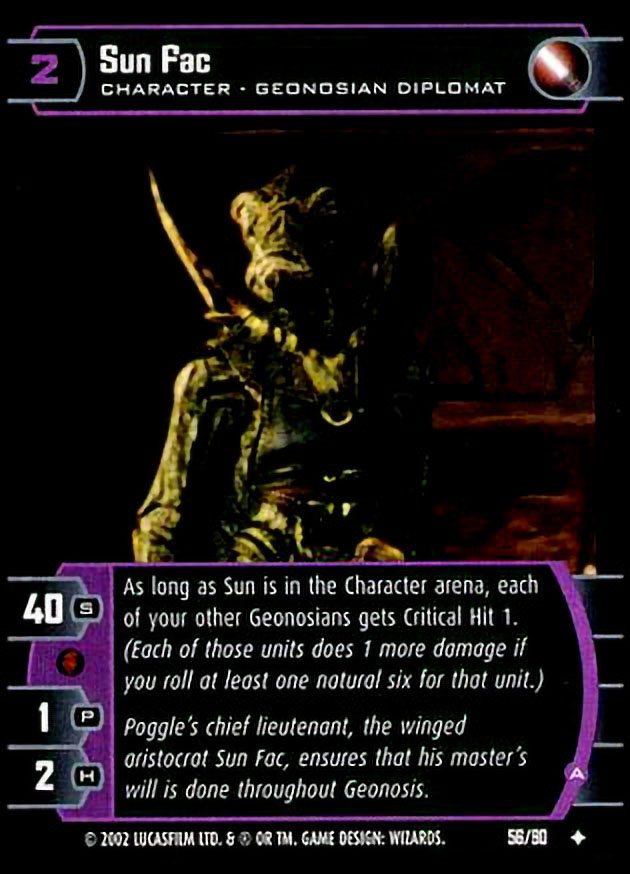 2
Sun Fac
CHARACTER - GEONOSIAN DIPLOMAT
As long as Sun is in the Character arena, each
of your other Geonosians gets Critical Hit 1.
(Each of those units does 1 more damage if
you roll at least one natural six for that unit.)
Poggle's chief lieutenant, the winged
aristocrat Sun Fac, ensures that his master's
will is done throughout Geonosis.
40 S
1 P
2 H
A
© 2002 LUCASFILM LTD. & ® OR TM. GAME DESIGN: WIZARDS.
56/80